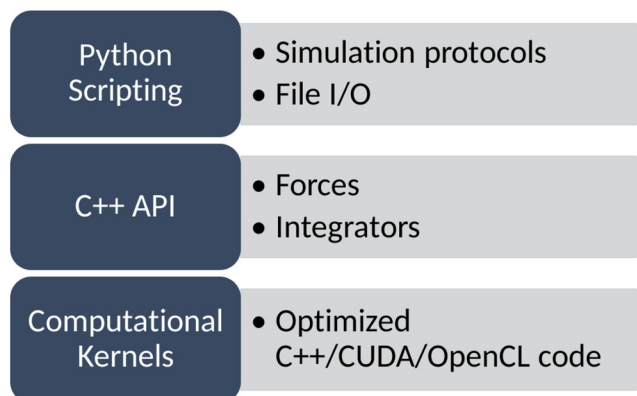 Python
Scripting
• Simulation protocols
• File I/O
C++ API
• Forces
• Integrators
Computational
Kernels
• Optimized
C++/CUDA/OpenCL code